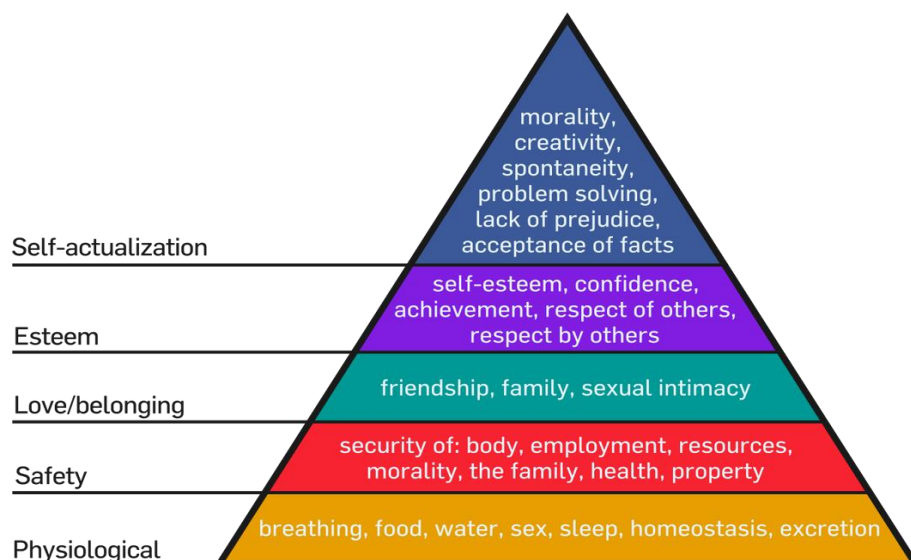 morality,
creativity,
spontaneity,
problem solving,
lack of prejudice,
acceptance of facts
Self-actualization
self-esteem, confidence,
achievement, respect of others,
respect by others
Esteem
friendship, family, sexual intimacy
Love/belonging
security of: body, employment, resources,
morality, the family, health, property
Safety
breathing, food, water, sex, sleep, homeostasis, excretion
Physiological